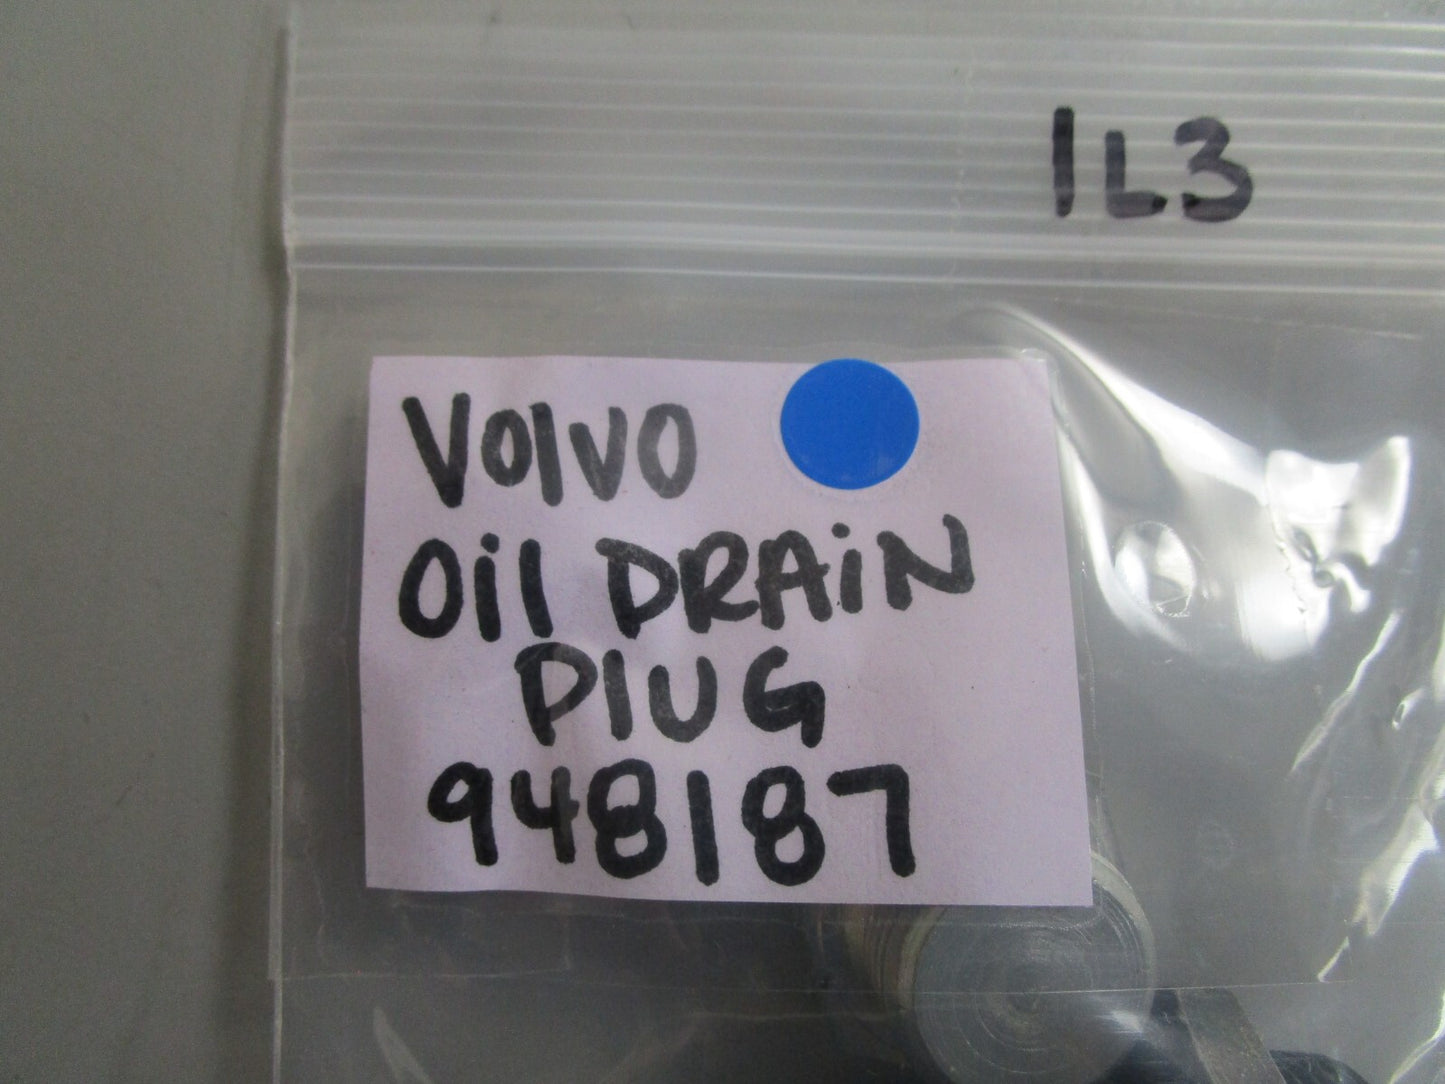 1L3
Volvo
Oil DRAiN
PlUG
948187